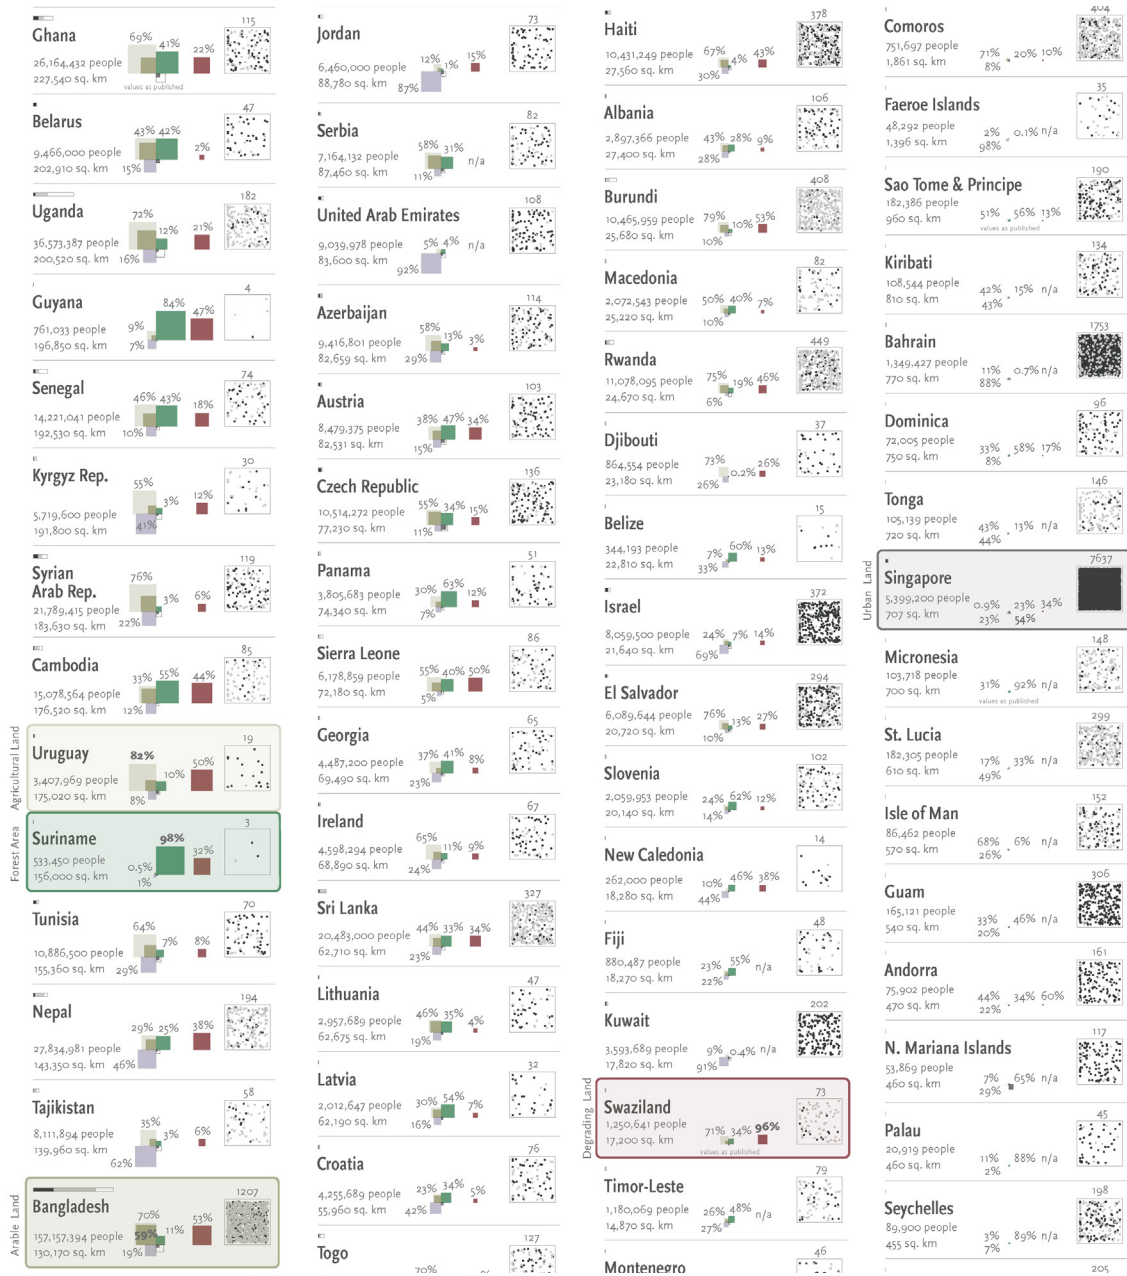 Ghana
115
69%
41%
22%
26,164,432 people
227,540 sq. km
values as published
Belarus
47
43% 42%
2%
9,466,000 people
15%
202,910 sq. km
Uganda
182
72%
12%
21%
36,573,387 people
200,520 sq. km 16%
Guyana
4
84%
47%
9%
761,033 people
196,850 sq. km 7%
Senegal
74
46% 43%
18%
14,221,041 people
192,530 sq. km 10%
Kyrgyz Rep.
30
55%
3%
12%
5,719,600 people
191,800 sq. km 41%
Syrian
Arab Rep.
119
76%
3%
6%
21,789,415 people
183,630 sq. km 22%
Cambodia
85
33% 55% 44%
15,078,564 people
176,520 sq. km 12%
Agricultural Land
Uruguay
19
82%
10%
50%
3,407,969 people
175,020 sq. km 8%
Forest Area
Suriname
3
98%
32%
533,450 people 0.5%
156,000 sq. km 1%
Tunisia
70
64%
7%
8%
10,886,500 people
155,360 sq. km 29%
Nepal
194
29% 25%
38%
27,834,981 people
143,350 sq. km 46%
Tajikistan
58
35%
3%
6%
8,111,894 people
139,960 sq. km
62%
Arable Land
Bangladesh
1207
70%
59% 11%
53%
157,157,394 people
130,170 sq. km 19%
Jordan
73
12% 1% 15%
6,460,000 people
88,780 sq. km 87%
Serbia
82
58% 31%
n/a
7,164,132 people
87,460 sq. km 11%
United Arab Emirates
108
5% 4% n/a
9,039,978 people
83,600 sq. km 92%
Azerbaijan
114
58%
13% 3%
9,416,801 people
82,659 sq. km 29%
Austria
103
38% 47% 34%
8,479,375 people
82,531 sq. km 15%
Czech Republic
136
55% 34% 15%
10,514,272 people
77,230 sq. km 11%
Panama
51
30% 63% 12%
3,805,683 people
74,340 sq. km 7%
Sierra Leone
86
55% 40% 50%
6,178,859 people
72,180 sq. km 5%
Georgia
65
37% 41% 8%
4,487,200 people
69,490 sq. km 23%
Ireland
67
65% 11% 9%
4,598,294 people
68,890 sq. km 24%
Sri Lanka
327
44% 33% 34%
20,483,000 people
62,710 sq. km 23%
Lithuania
47
46% 35% 4%
2,957,689 people
62,675 sq. km 19%
Latvia
32
30% 54% 7%
2,012,647 people
62,190 sq. km 16%
Croatia
76
23% 34% 5%
4,255,689 people
55,960 sq. km 42%
Togo
127
70%
Haiti
378
67% 4% 43%
10,431,249 people
27,560 sq. km 30%
Albania
106
43% 28% 9%
2,897,366 people
27,400 sq. km 28%
Burundi
408
79% 10% 53%
10,465,959 people
25,680 sq. km 10%
Macedonia
82
50% 40% 7%
2,072,543 people
25,220 sq. km 10%
Rwanda
449
75% 19% 46%
11,078,095 people
24,670 sq. km 6%
Djibouti
37
73% 0.2% 26%
864,554 people
23,180 sq. km 26%
Belize
15
7% 60% 13%
344,193 people
22,810 sq. km 33%
Israel
372
24% 7% 14%
8,059,500 people
21,640 sq. km 69%
El Salvador
294
76% 13% 27%
6,089,644 people
20,720 sq. km 10%
Slovenia
102
24% 62% 12%
2,059,953 people
20,140 sq. km 14%
New Caledonia
14
10% 46% 38%
262,000 people
18,280 sq. km 44%
Fiji
48
23% 55% n/a
880,487 people
18,270 sq. km 22%
Kuwait
202
9% 0.4% n/a
3,593,689 people
17,820 sq. km 91%
Degrading Land
Swaziland
73
1,250,641 people
71% 34% 96%
17,200 sq. km
values as published
Timor-Leste
79
26% 48% n/a
1,180,069 people
14,870 sq. km 27%
Montenegro
46
Comoros
404
751,697 people 71% 20% 10%
1,861 sq. km 8%
Faeroe Islands
35
48,292 people 2% 0.1% n/a
1,396 sq. km 98%
Sao Tome & Principe
190
182,386 people
960 sq. km 51% 56% 13%
values as published
Kiribati
134
108,544 people 42% 15% n/a
810 sq. km 43%
Bahrain
1753
1,349,427 people 11% 0.7% n/a
770 sq. km 88%
Dominica
96
72,005 people 33% 58% 17%
750 sq. km 8%
Tonga
146
105,139 people 43% 13% n/a
720 sq. km 44%
Urban Land
Singapore
7637
5,399,200 people 0.9% 23% 34%
707 sq. km 23% 54%
Micronesia
148
103,718 people 31% 92% n/a
700 sq. km
values as published
St. Lucia
299
182,305 people 17% 33% n/a
610 sq. km 49%
Isle of Man
152
86,462 people 68% 6% n/a
570 sq. km 26%
Guam
306
165,121 people 33% 46% n/a
540 sq. km 20%
Andorra
161
75,902 people 44% 34% 60%
470 sq. km 22%
N. Mariana Islands
117
53,869 people 7% 65% n/a
460 sq. km 29%
Palau
45
20,919 people 11% 88% n/a
460 sq. km 2%
Seychelles
198
89,900 people 3% 89% n/a
455 sq. km 7%
205